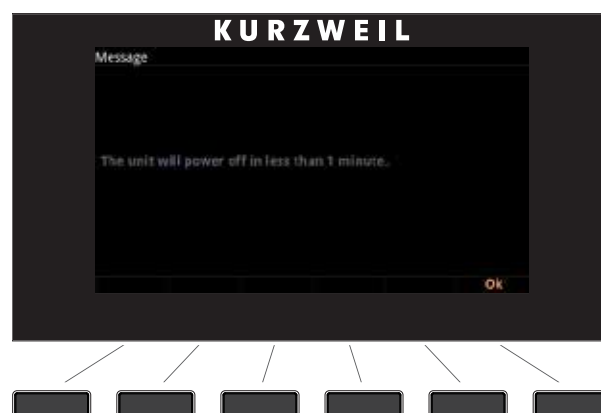 KURZWEIL
Message
The unit will power off in less than 1 minute.
Ok